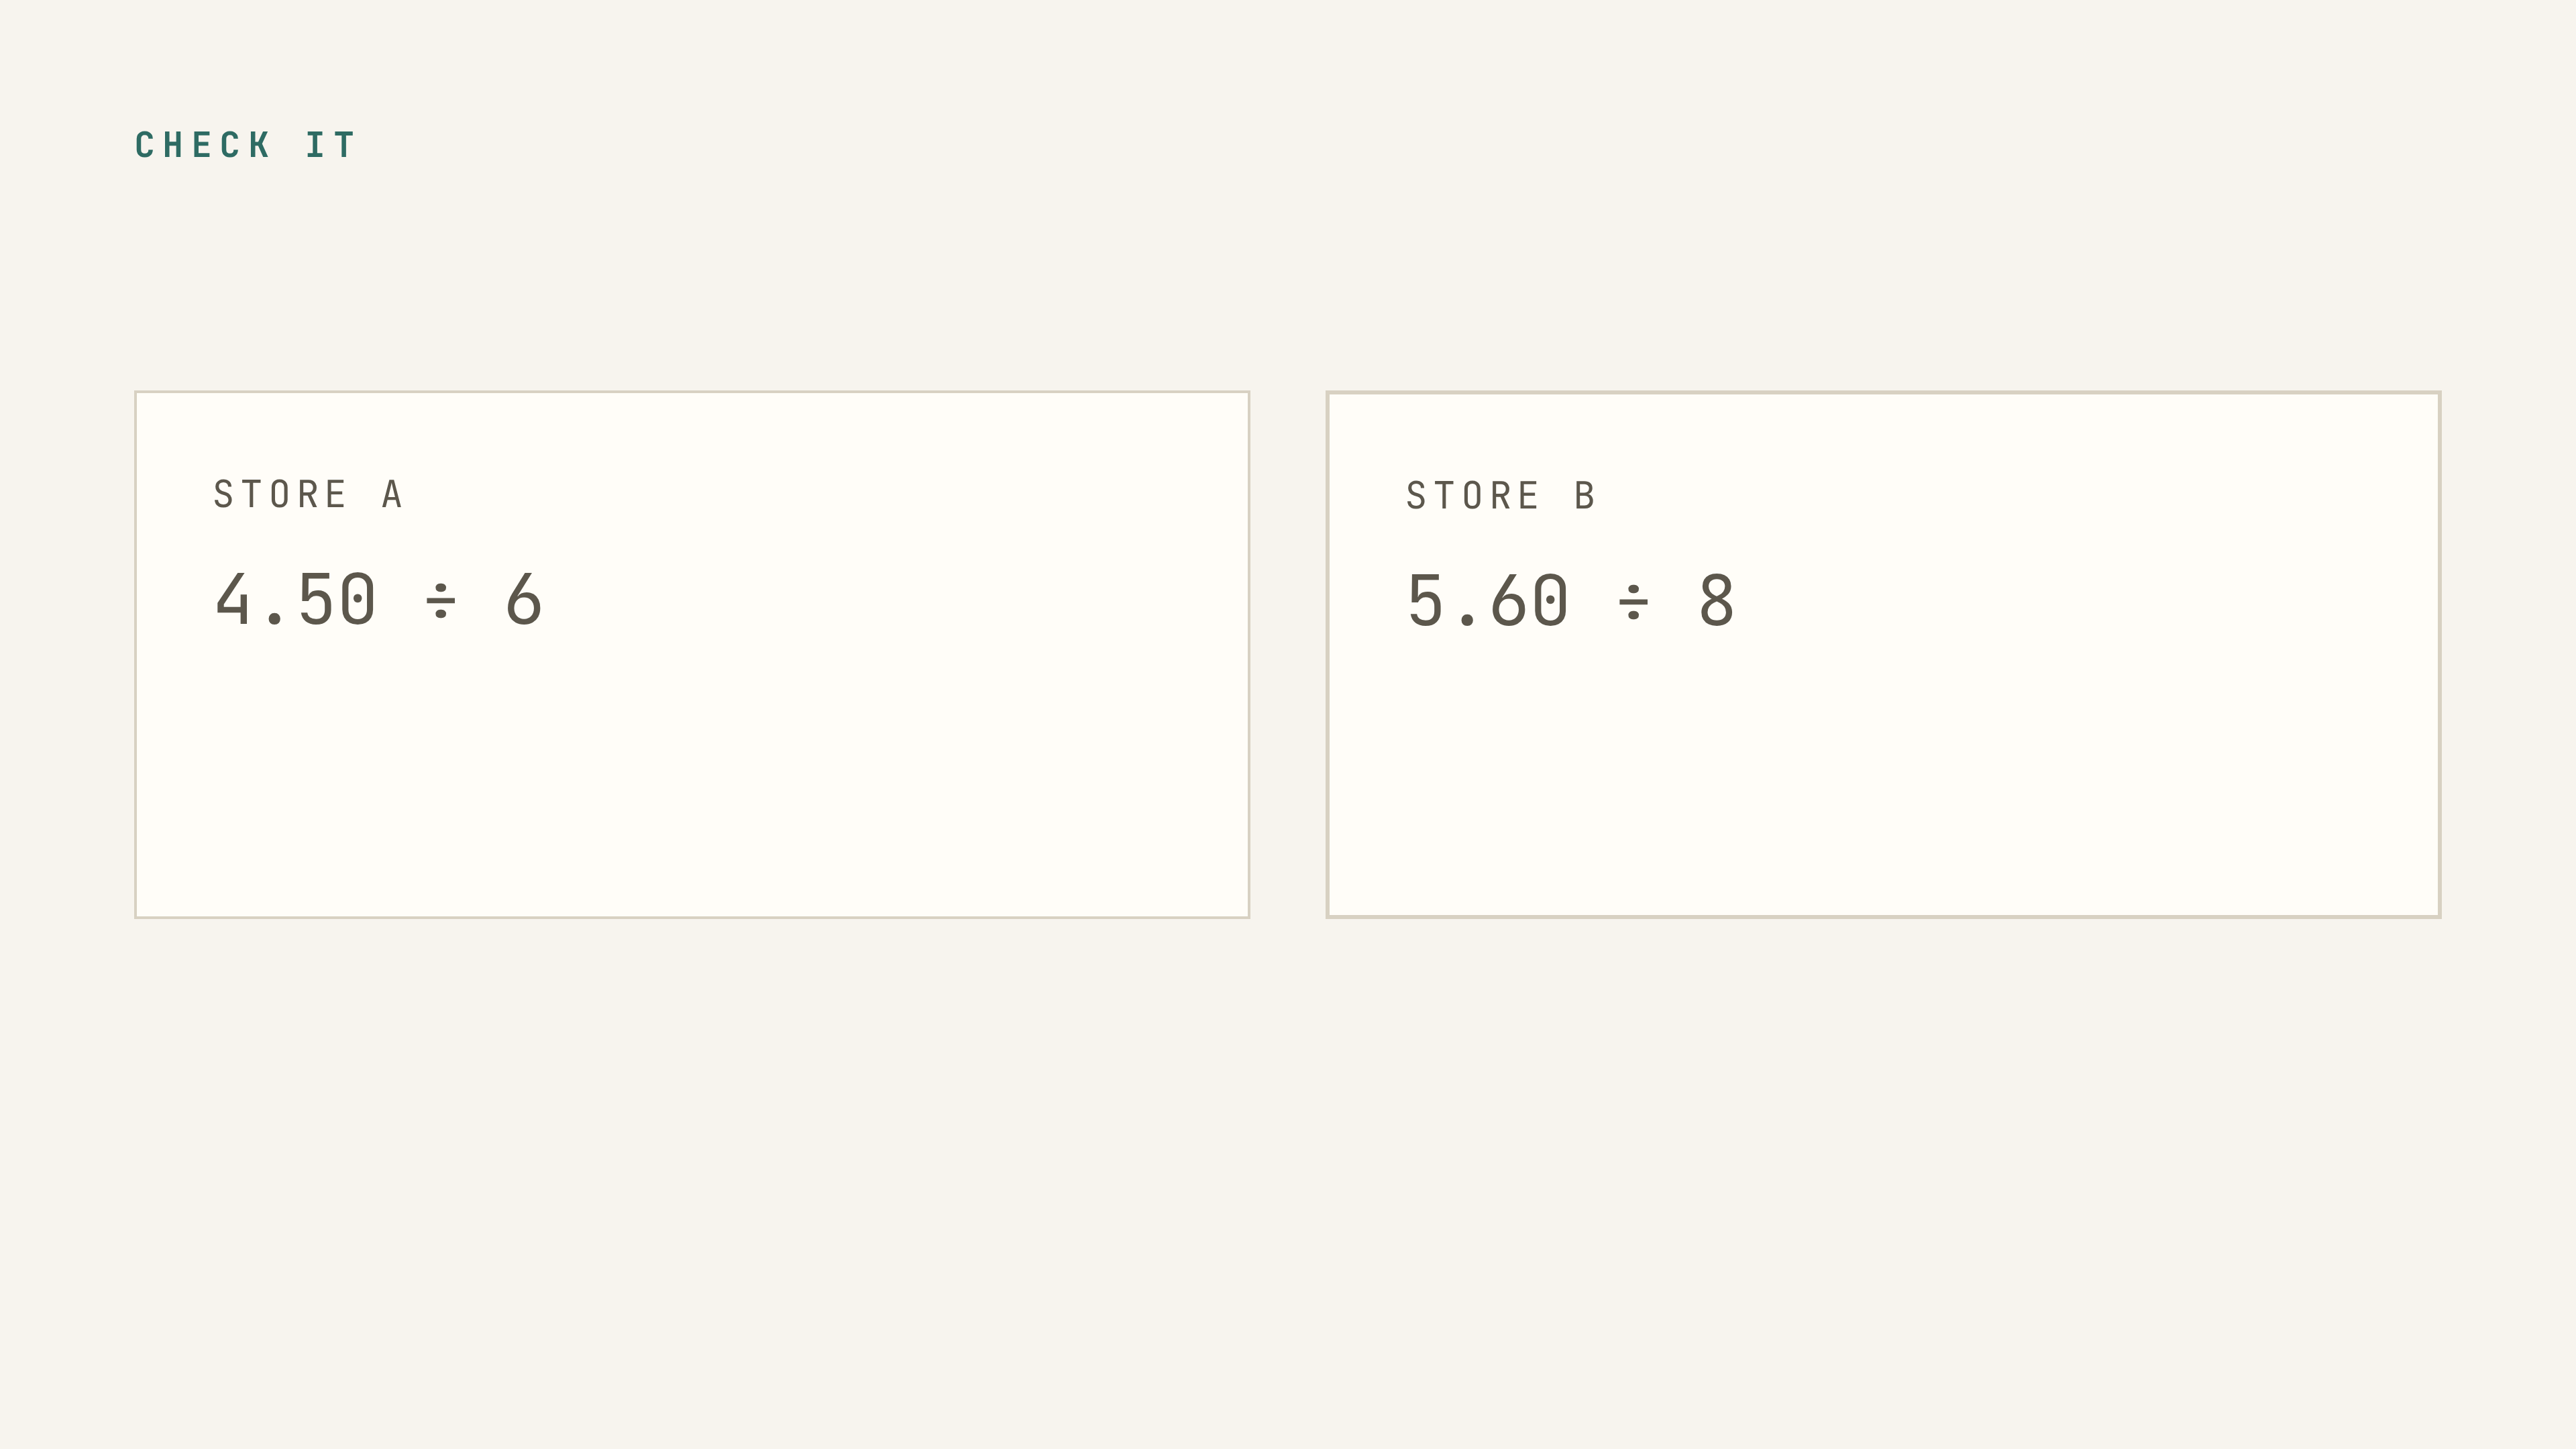 CHECK IT
STORE A
4.50 ÷ 6
STORE B
5.60 ÷ 8